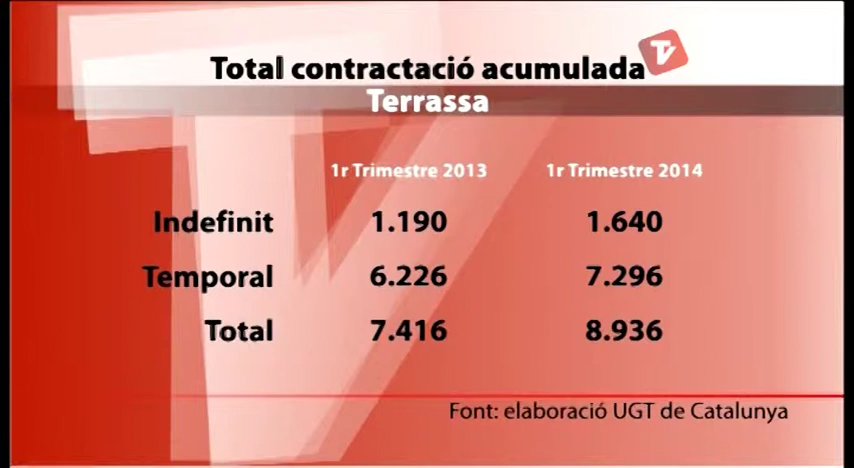 Total contractació acumulada
TV
Terrassa
1r Trimestre 2013 1r Trimestre 2014
Indefinit 1.190 1.640
Temporal 6.226 7.296
Total 7.416 8.936
Font: elaboració UGT de Catalunya